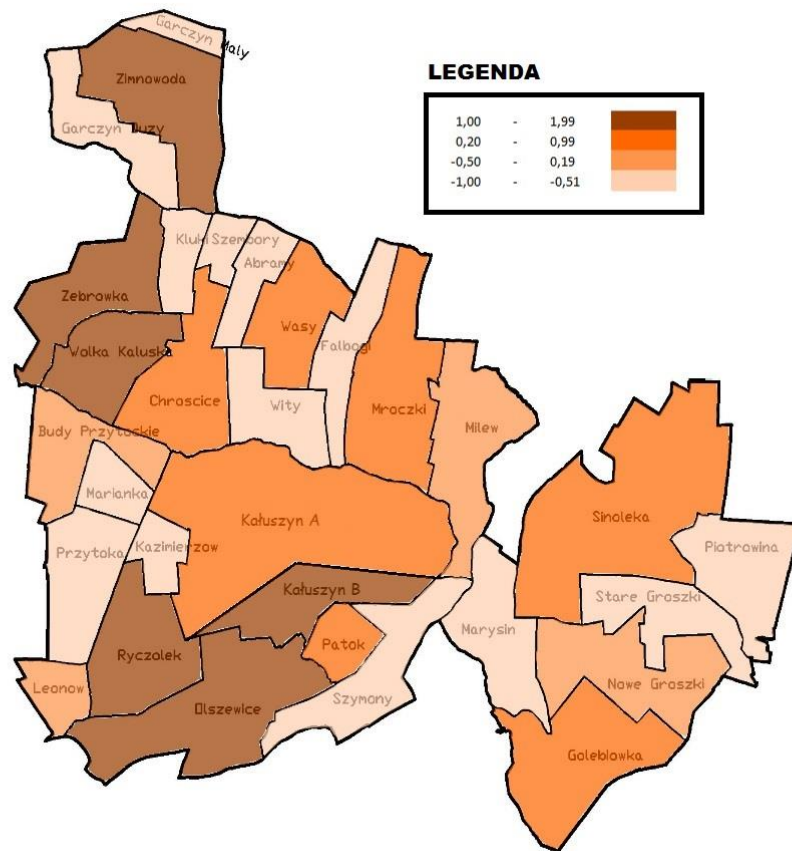 Garczyn Maly
Zimnowoda
Garczyn Duzy
LEGENDA
1,00 - 1,99
0,20 - 0,99
-0,50 - 0,19
-1,00 - -0,51
Kluki
Szembory
Abramy
Zebrowka
Wasy
Falbogi
Wolka Kaluska
Chroscice
Wity
Mroczki
Milew
Budy Przytockie
Marianka
Kałuszyn A
Sinoleka
Przytoka
Kazimierzow
Piotrowina
Kałuszyn B
Stare Groszki
Marysin
Patok
Ryczolek
Leonow
Szymony
Nowe Groszki
Olszewice
Golebiowka